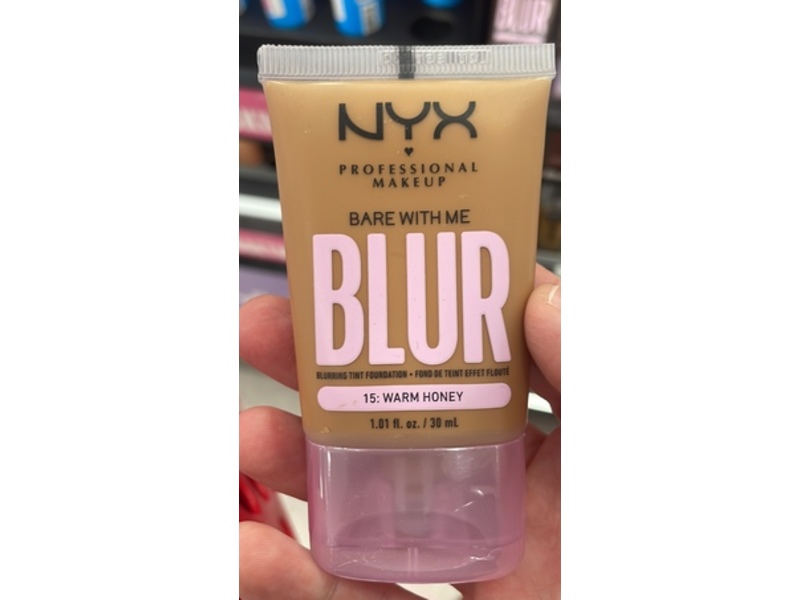 BLUR
NYX
PROFESSIONAL
MAKEUP
BARE WITH ME
BLUR
BLURRING TINT FOUNDATION • FOND DE TEINT EFFET FLOUTÉ
15: WARM HONEY
1.01 fl. oz. / 30 mL